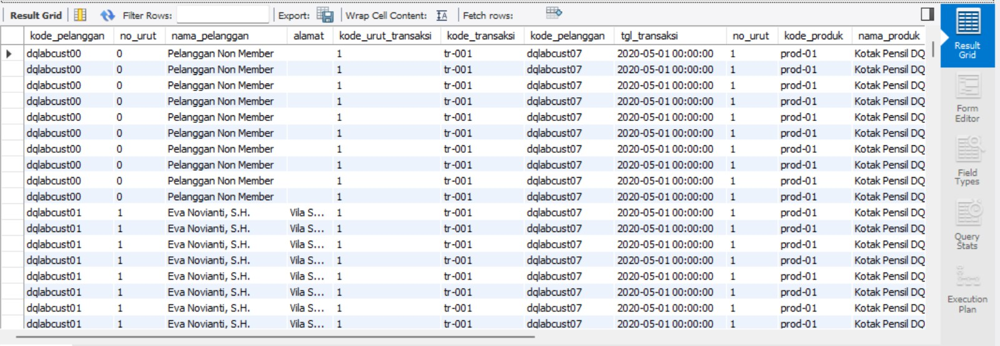 Result Grid Filter Rows: Export: Wrap Cell Content: Fetch rows:
kode_pelanggan no_urut nama_pelanggan alamat kode_urut_transaksi kode_transaksi kode_pelanggan tgl_transaksi no_urut kode_produk nama_produk
dqlabcust00 0 Pelanggan Non Member 1 tr-001 dqlabcust07 2020-05-01 00:00:00 1 prod-01 Kotak Pensil DQ
dqlabcust00 0 Pelanggan Non Member 1 tr-001 dqlabcust07 2020-05-01 00:00:00 1 prod-01 Kotak Pensil DQ
dqlabcust00 0 Pelanggan Non Member 1 tr-001 dqlabcust07 2020-05-01 00:00:00 1 prod-01 Kotak Pensil DQ
dqlabcust00 0 Pelanggan Non Member 1 tr-001 dqlabcust07 2020-05-01 00:00:00 1 prod-01 Kotak Pensil DQ
dqlabcust00 0 Pelanggan Non Member 1 tr-001 dqlabcust07 2020-05-01 00:00:00 1 prod-01 Kotak Pensil DQ
dqlabcust00 0 Pelanggan Non Member 1 tr-001 dqlabcust07 2020-05-01 00:00:00 1 prod-01 Kotak Pensil DQ
dqlabcust00 0 Pelanggan Non Member 1 tr-001 dqlabcust07 2020-05-01 00:00:00 1 prod-01 Kotak Pensil DQ
dqlabcust00 0 Pelanggan Non Member 1 tr-001 dqlabcust07 2020-05-01 00:00:00 1 prod-01 Kotak Pensil DQ
dqlabcust00 0 Pelanggan Non Member 1 tr-001 dqlabcust07 2020-05-01 00:00:00 1 prod-01 Kotak Pensil DQ
dqlabcust00 0 Pelanggan Non Member 1 tr-001 dqlabcust07 2020-05-01 00:00:00 1 prod-01 Kotak Pensil DQ
dqlabcust01 1 Eva Novianti, S.H. Vila S... 1 tr-001 dqlabcust07 2020-05-01 00:00:00 1 prod-01 Kotak Pensil DQ
dqlabcust01 1 Eva Novianti, S.H. Vila S... 1 tr-001 dqlabcust07 2020-05-01 00:00:00 1 prod-01 Kotak Pensil DQ
dqlabcust01 1 Eva Novianti, S.H. Vila S... 1 tr-001 dqlabcust07 2020-05-01 00:00:00 1 prod-01 Kotak Pensil DQ
dqlabcust01 1 Eva Novianti, S.H. Vila S... 1 tr-001 dqlabcust07 2020-05-01 00:00:00 1 prod-01 Kotak Pensil DQ
dqlabcust01 1 Eva Novianti, S.H. Vila S... 1 tr-001 dqlabcust07 2020-05-01 00:00:00 1 prod-01 Kotak Pensil DQ
dqlabcust01 1 Eva Novianti, S.H. Vila S... 1 tr-001 dqlabcust07 2020-05-01 00:00:00 1 prod-01 Kotak Pensil DQ
dqlabcust01 1 Eva Novianti, S.H. Vila S... 1 tr-001 dqlabcust07 2020-05-01 00:00:00 1 prod-01 Kotak Pensil DQ
dqlabcust01 1 Eva Novianti, S.H. Vila S... 1 tr-001 dqlabcust07 2020-05-01 00:00:00 1 prod-01 Kotak Pensil DQ
Result
Grid
Form
Editor
Field
Types
Query
Stats
Execution
Plan